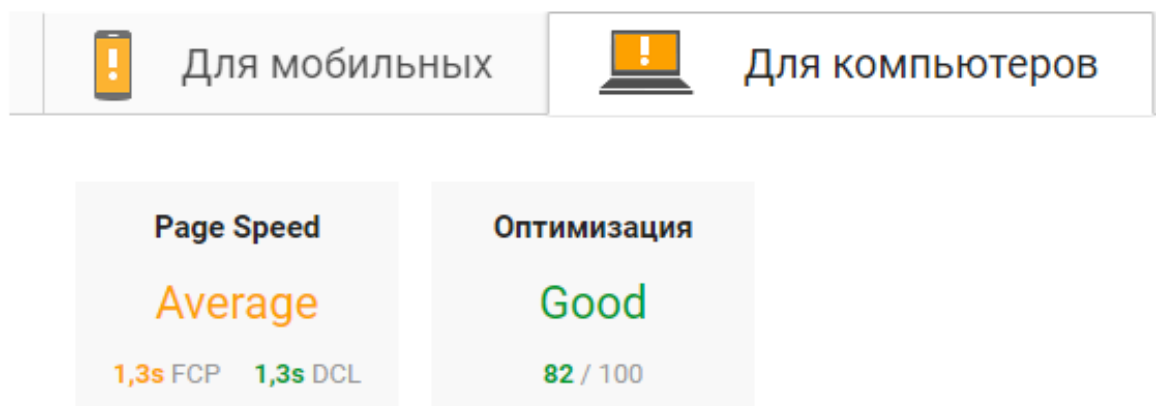 Для мобильных Для компьютеров
Page Speed Оптимизация
Average Good
1,3s FCP 1,3s DCL 82 / 100